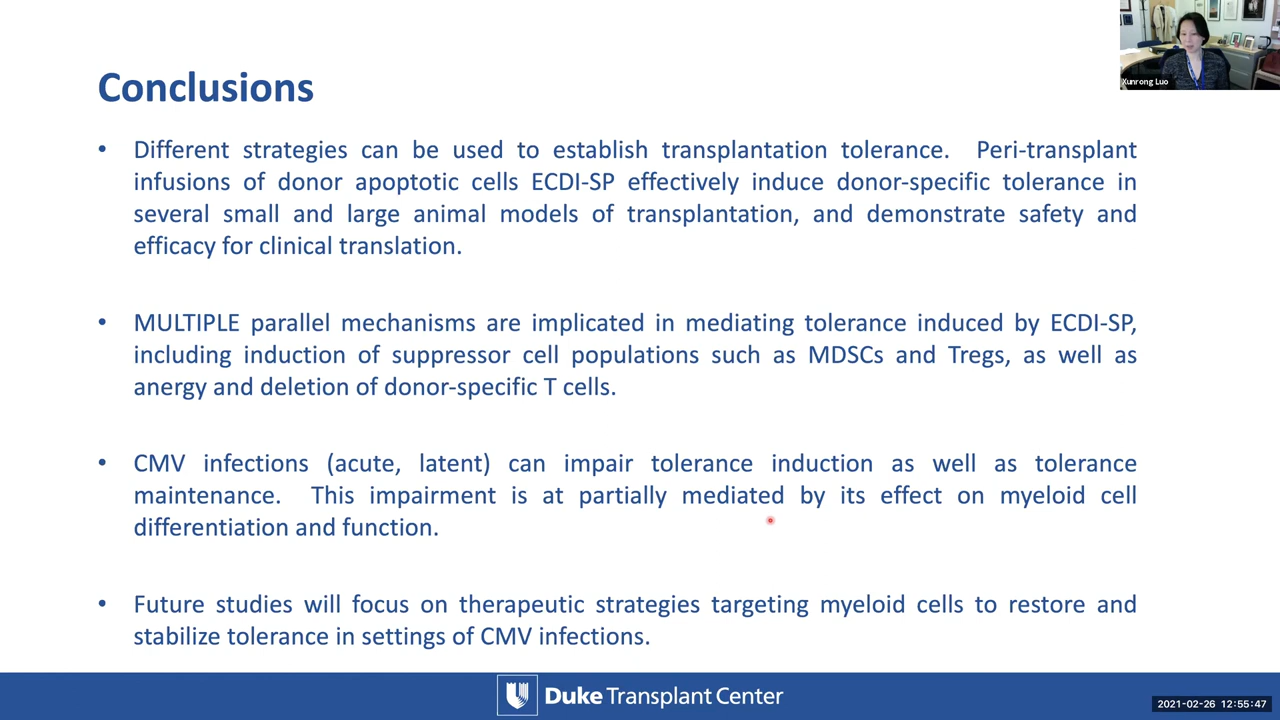 Conclusions
• Different strategies can be used to establish transplantation tolerance. Peri-transplant
infusions of donor apoptotic cells ECDI-SP effectively induce donor-specific tolerance in
several small and large animal models of transplantation, and demonstrate safety and
efficacy for clinical translation.
• MULTIPLE parallel mechanisms are implicated in mediating tolerance induced by ECDI-SP,
including induction of suppressor cell populations such as MDSCs and Tregs, as well as
anergy and deletion of donor-specific T cells.
• CMV infections (acute, latent) can impair tolerance induction as well as tolerance
maintenance. This impairment is at partially mediated by its effect on myeloid cell
differentiation and function.
• Future studies will focus on therapeutic strategies targeting myeloid cells to restore and
stabilize tolerance in settings of CMV infections.
Xunrong Luo
Duke Transplant Center
2021-02-26 12:55:47